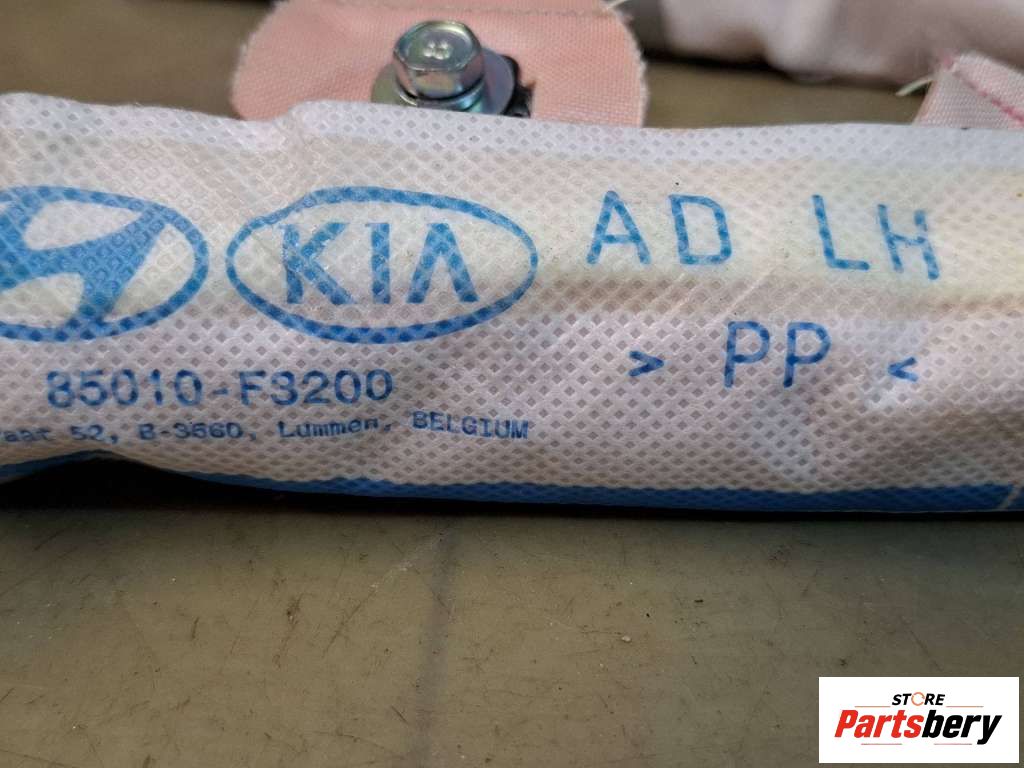 KIA AD LH
> PP <
85010-F3200
52, B-3560, Lummen, BELGIUM
STORE
Partsbery